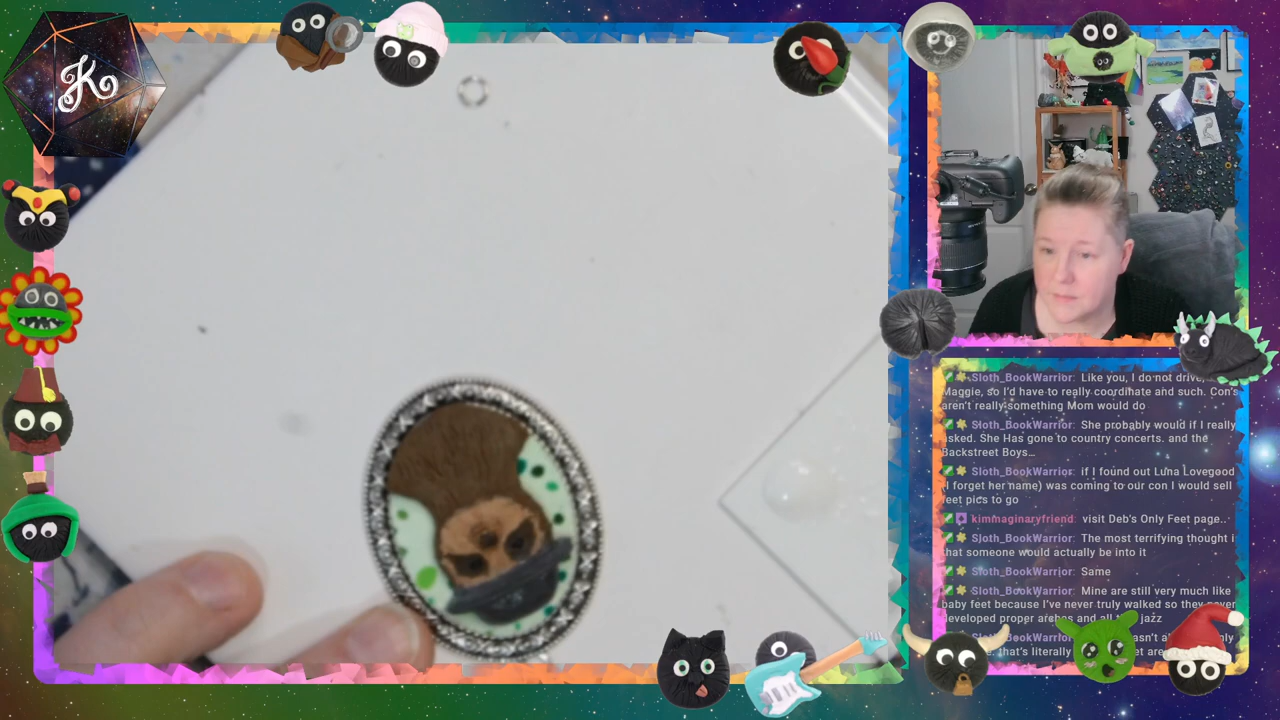 Ko
Sloth_BookWarrior: Like you, I do not drive,
Maggie, so I'd have to really coordinate and such. Con's
aren't really something Mom would do
Sloth_BookWarrior: She probably would if I really
asked. She Has gone to country concerts. and the
Backstreet Boys…
Sloth_BookWarrior: if I found out Luna Lovegood
(I forget her name) was coming to our con I would sell
feet pics to go
kimmaginaryfriend: visit Deb's Only Feet page..
Sloth_BookWarrior: The most terrifying thought i
that someone would actually be into it
Sloth_BookWarrior: Same
Sloth_BookWarrior: Mine are still very much like
baby feet because I've never truly walked so they never
developed proper arches and all jazz
that's literally